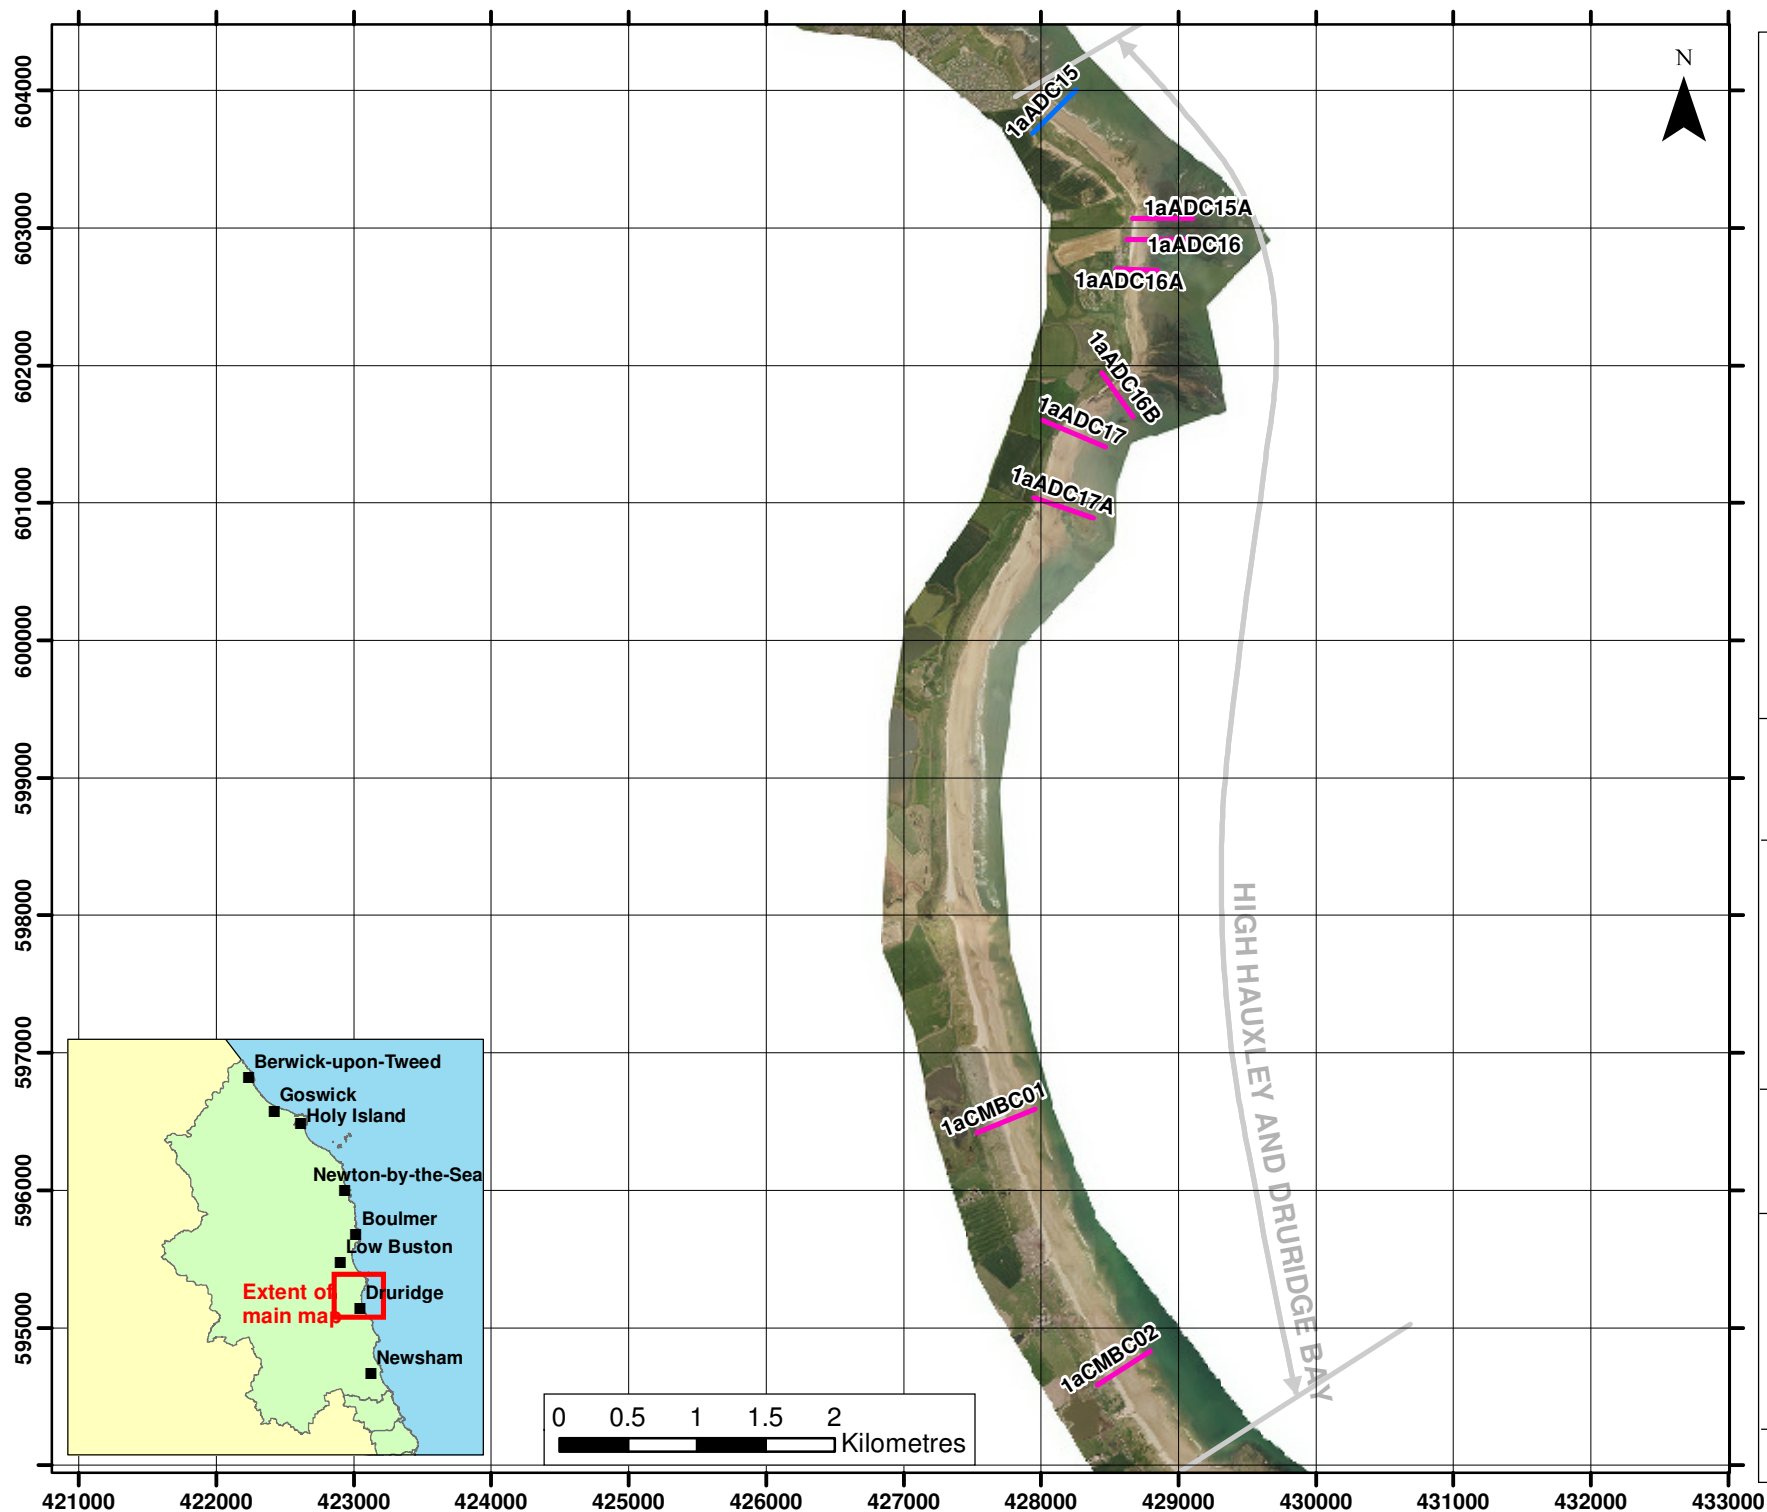 N
604000
603000
602000
601000
600000
599000
598000
597000
596000
595000
1aADC15
1aADC15A
1aADC16
1aADC16A
1aADC16B
1aADC17
1aADC17A
1aCMBC01
1aCMBC02
HIGH HAUXLEY AND DRURIDGE BAY
Berwick-upon-Tweed
Goswick
Holy Island
Newton-by-the-Sea
Boulmer
Low Buston
Extent of
main map
Druridge
Newsham
0 0.5 1 1.5 2
Kilometres
421000 422000 423000 424000 425000 426000 427000 428000 429000 430000 431000 432000 433000